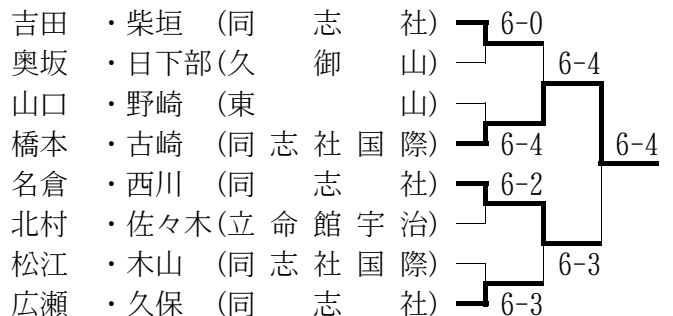 吉田 ・柴垣 (同 志 社) 6-0
奥坂 ・日下部(久 御 山)
6-4
山口 ・野崎 (東 山)
橋本 ・古崎 (同 志 社 国 際) 6-4
6-4
名倉 ・西川 (同 志 社) 6-2
北村 ・佐々木(立 命 館 宇 治)
松江 ・木山 (同 志 社 国 際)
6-3
広瀬 ・久保 (同 志 社) 6-3